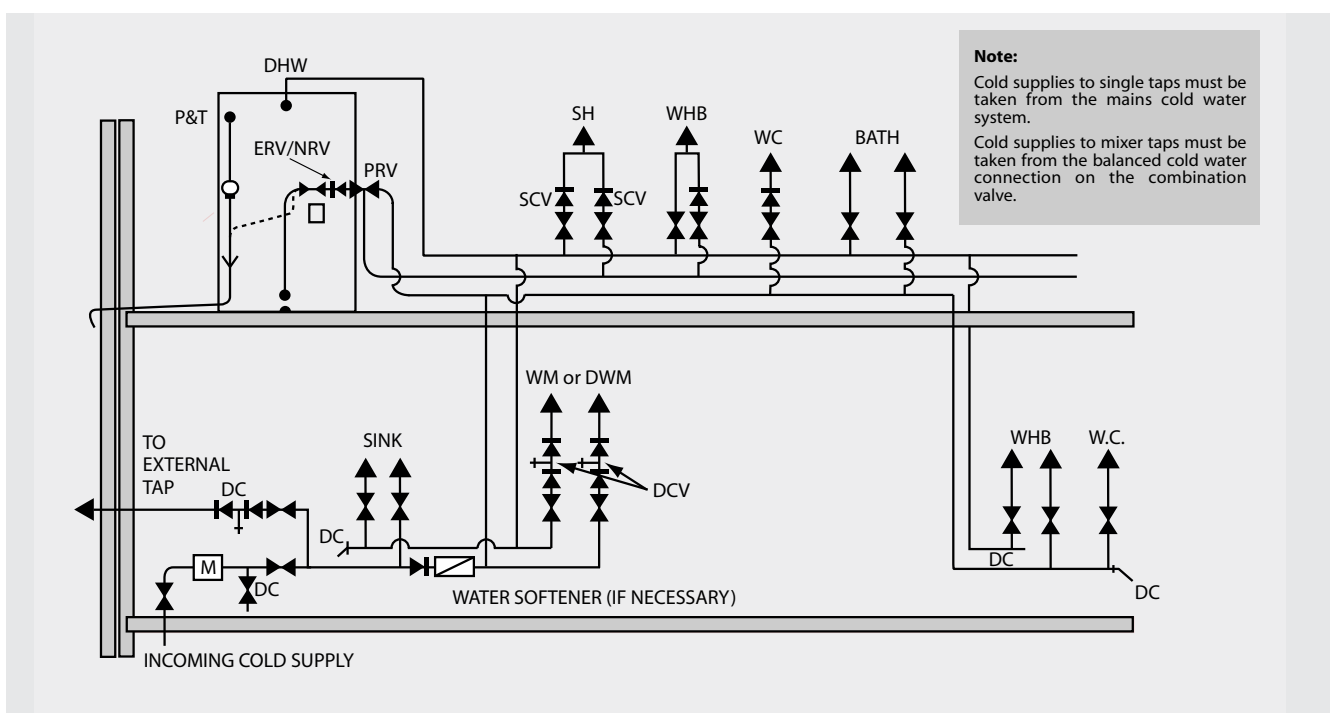 Note:
Cold supplies to single taps must be
taken from the mains cold water
system.
Cold supplies to mixer taps must be
taken from the balanced cold water
connection on the combination
valve.
DHW
P&T
ERV/NRV
PRV
SH
WHB
WC
BATH
SCV
SCV
WM or DWM
TO
EXTERNAL
TAP
SINK
WHB
W.C.
DC
DCV
DC
DC
M
DC
DC
WATER SOFTENER (IF NECESSARY)
INCOMING COLD SUPPLY